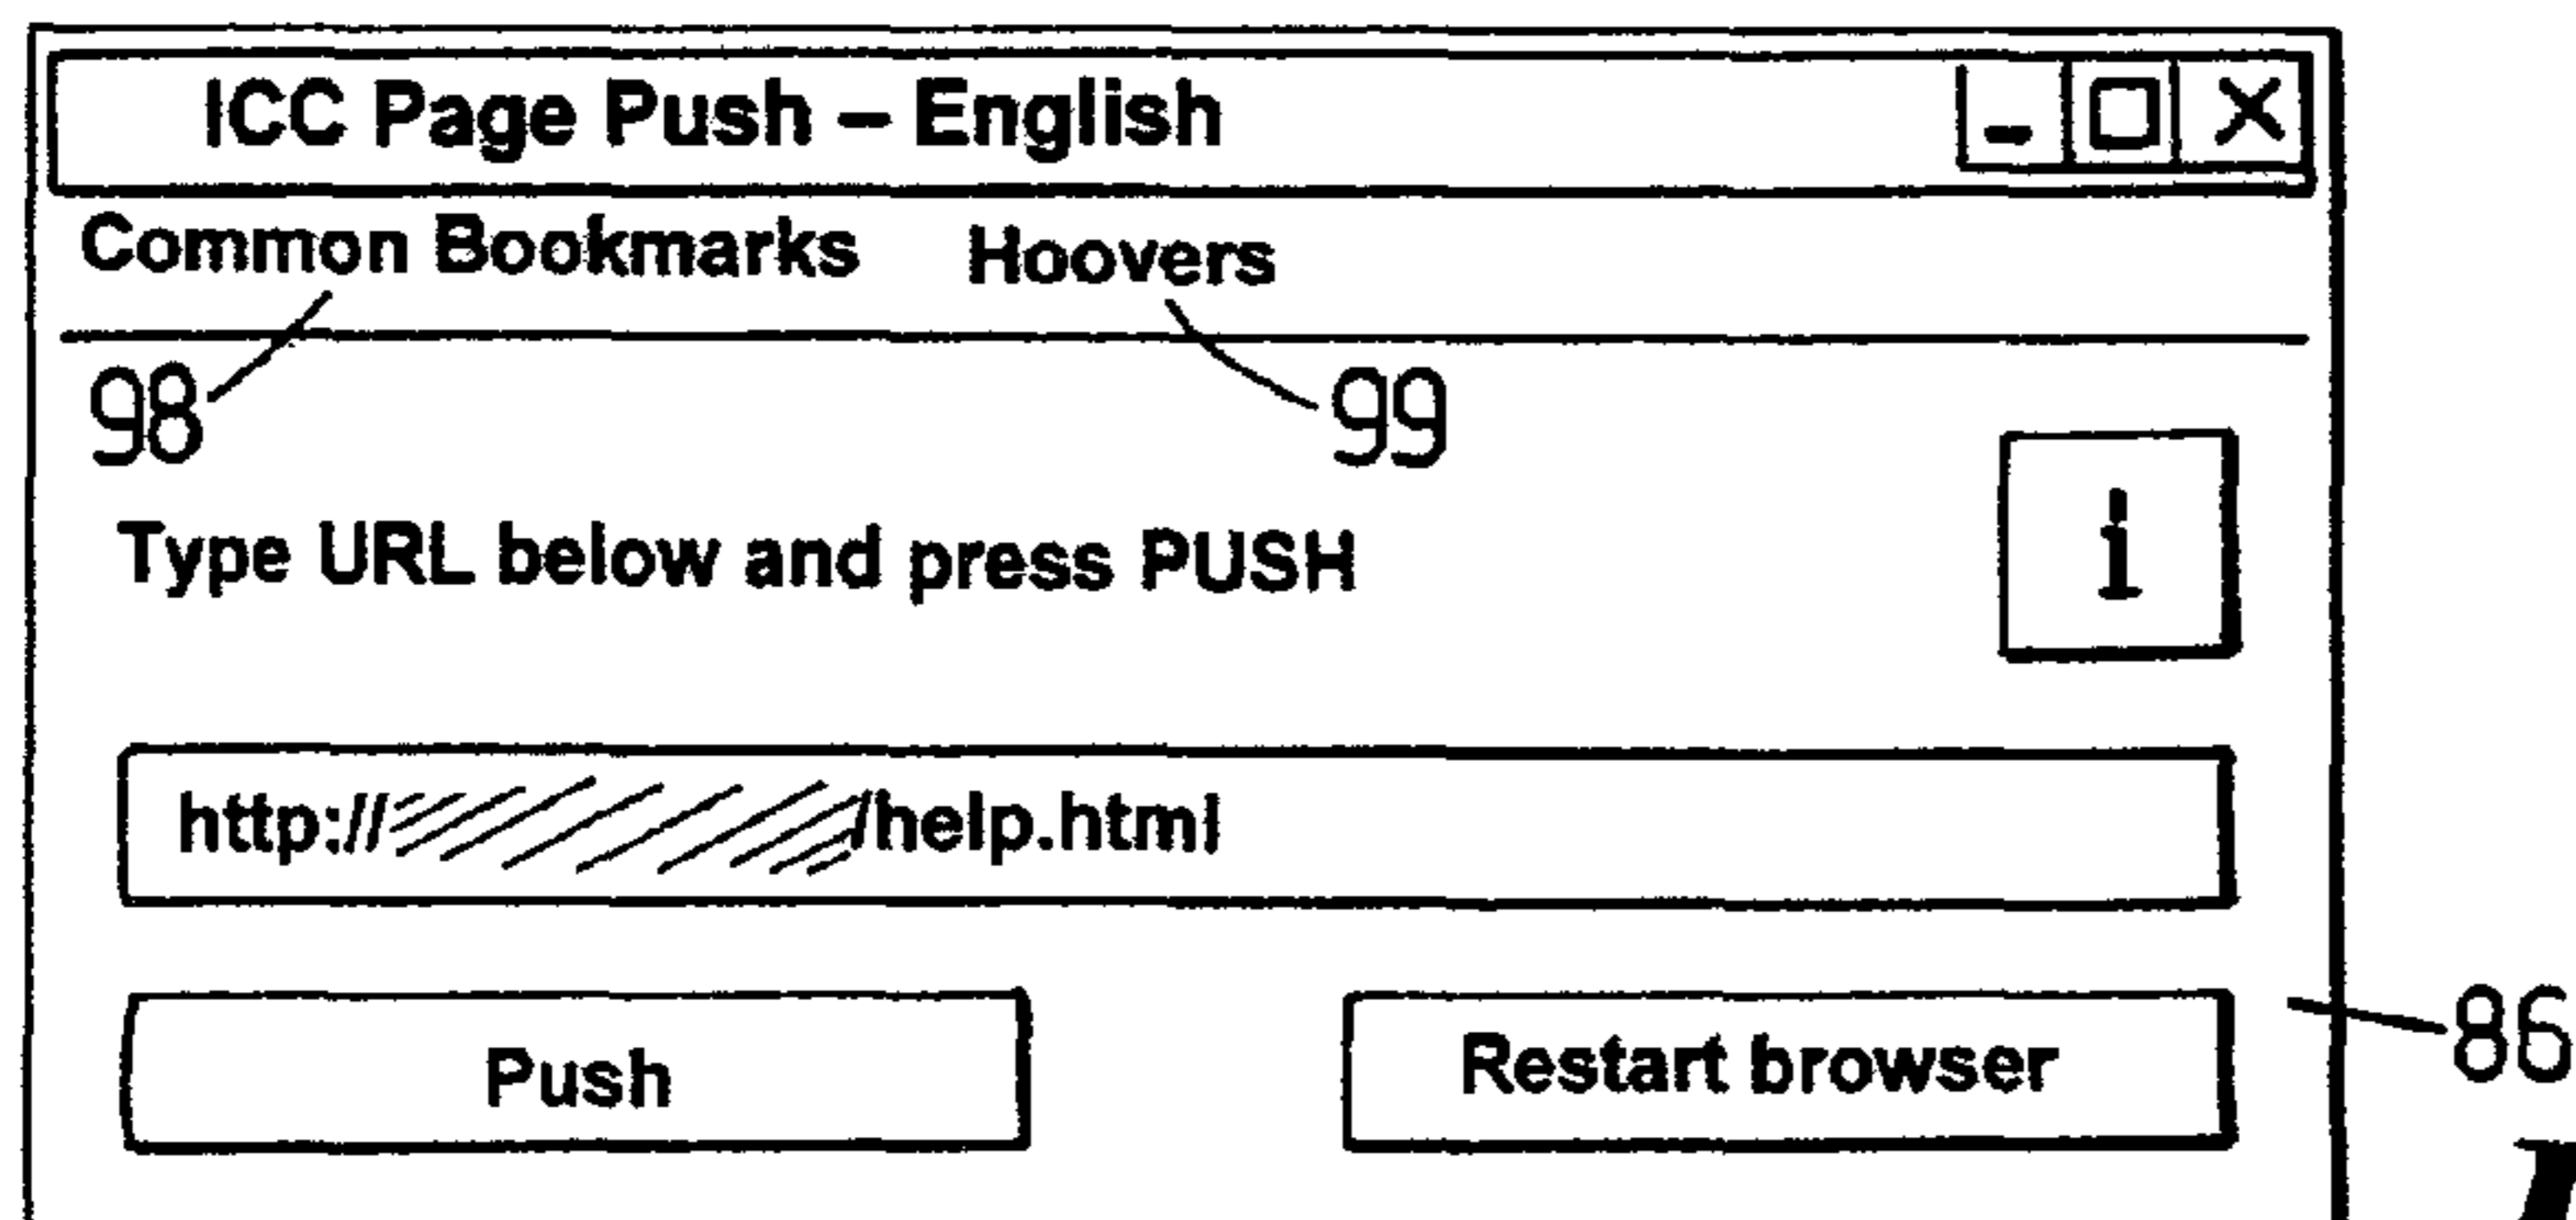 ICC Page Push – English
Common Bookmarks Hoovers
98 99
Type URL below and press PUSH
i
http:// /help.html
Push Restart browser
86